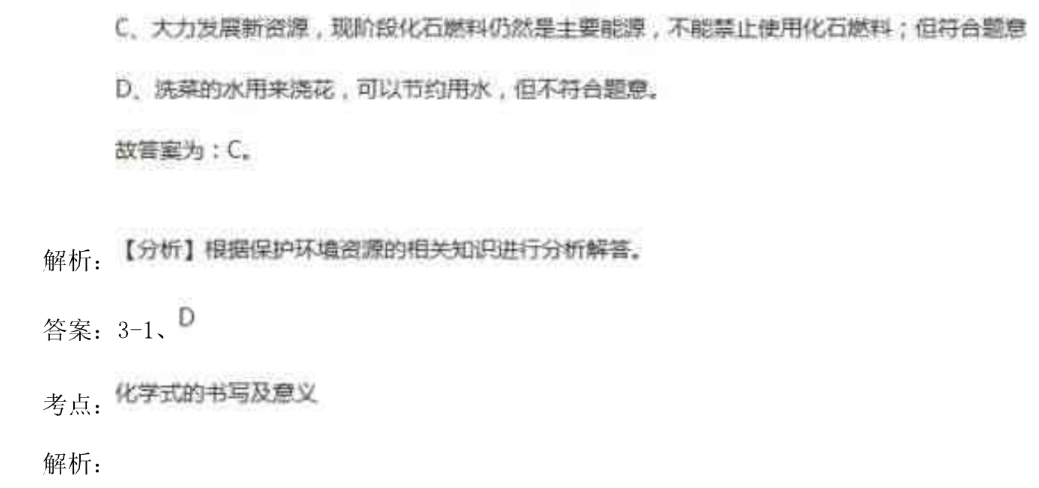 C、大力发展新资源，现阶段化石燃料仍然是主要能源，不能禁止使用化石燃料；但符合题意
D、洗菜的水用来浇花，可以节约用水，但不符合题意。
故答案为：C。
解析：【分析】根据保护环境资源的相关知识进行分析解答。
答案：3-1、D
考点：化学式的书写及意义
解析：